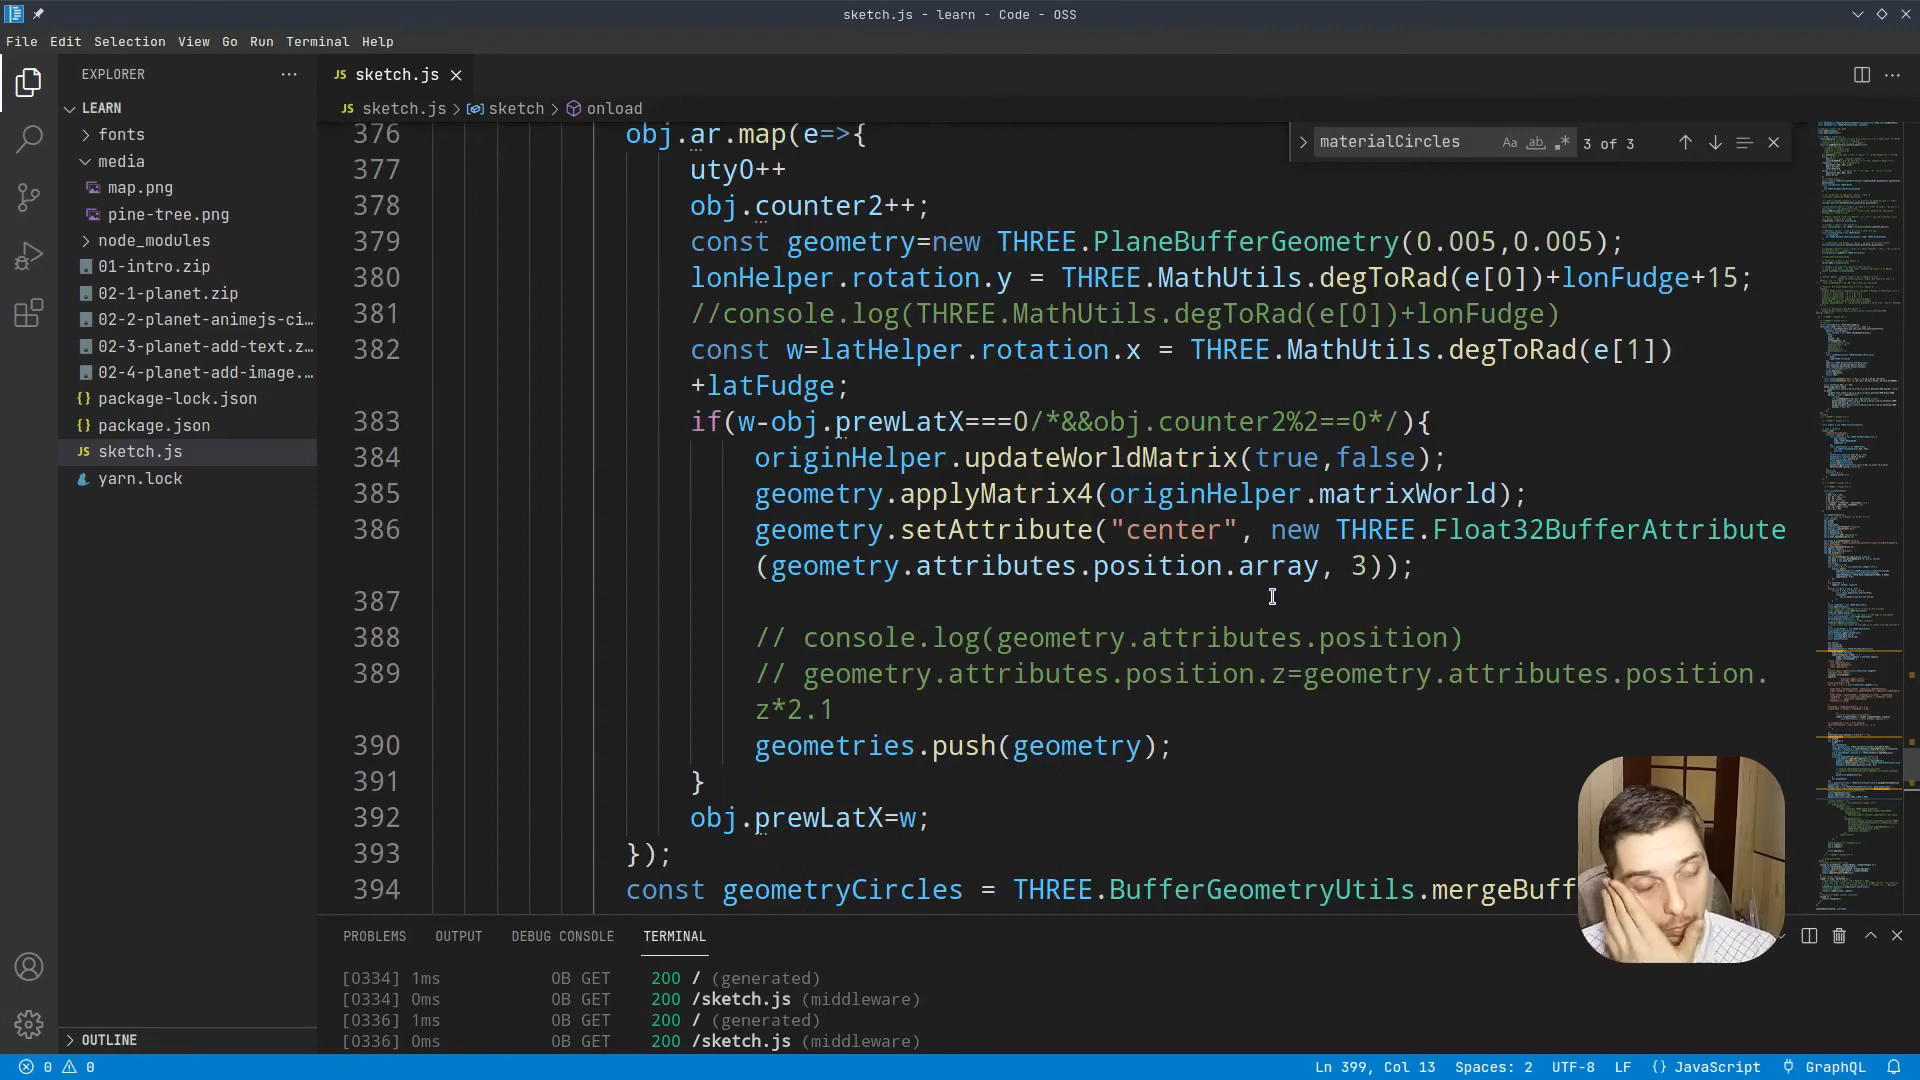 sketch.js - learn - Code - OSS
File Edit Selection View Go Run Terminal Help
EXPLORER
LEARN
fonts
media
map.png
pine-tree.png
node_modules
01-intro.zip
02-1-planet.zip
02-2-planet-animejs-ci...
02-3-planet-add-text.z...
02-4-planet-add-image....
package-lock.json
package.json
sketch.js
yarn.lock
OUTLINE
JS sketch.js
JS sketch.js > sketch > onload
materialCircles Aa ab .* 3 of 3
376 obj.ar.map(e=>{
377 uty0++
378 obj.counter2++;
379 const geometry=new THREE.PlaneBufferGeometry(0.005,0.005);
380 lonHelper.rotation.y = THREE.MathUtils.degToRad(e[0])+lonFudge+15;
381 //console.log(THREE.MathUtils.degToRad(e[0])+lonFudge)
382 const w=latHelper.rotation.x = THREE.MathUtils.degToRad(e[1])
+latFudge;
383 if(w-obj.prewLatX===0/*&&obj.counter2%2==0*/){
384 originHelper.updateWorldMatrix(true,false);
385 geometry.applyMatrix4(originHelper.matrixWorld);
386 geometry.setAttribute("center", new THREE.Float32BufferAttribute
(geometry.attributes.position.array, 3));
387
388 // console.log(geometry.attributes.position)
389 // geometry.attributes.position.z=geometry.attributes.position.
z*2.1
390 geometries.push(geometry);
391 }
392 obj.prewLatX=w;
393 });
394 const geometryCircles = THREE.BufferGeometryUtils.mergeBuff
PROBLEMS OUTPUT DEBUG CONSOLE TERMINAL
[0334] 1ms 0B GET 200 / (generated)
[0334] 0ms 0B GET 200 /sketch.js (middleware)
[0336] 1ms 0B GET 200 / (generated)
[0336] 0ms 0B GET 200 /sketch.js (middleware)
0 0 Ln 399, Col 13 Spaces: 2 UTF-8 LF {} JavaScript GraphQL